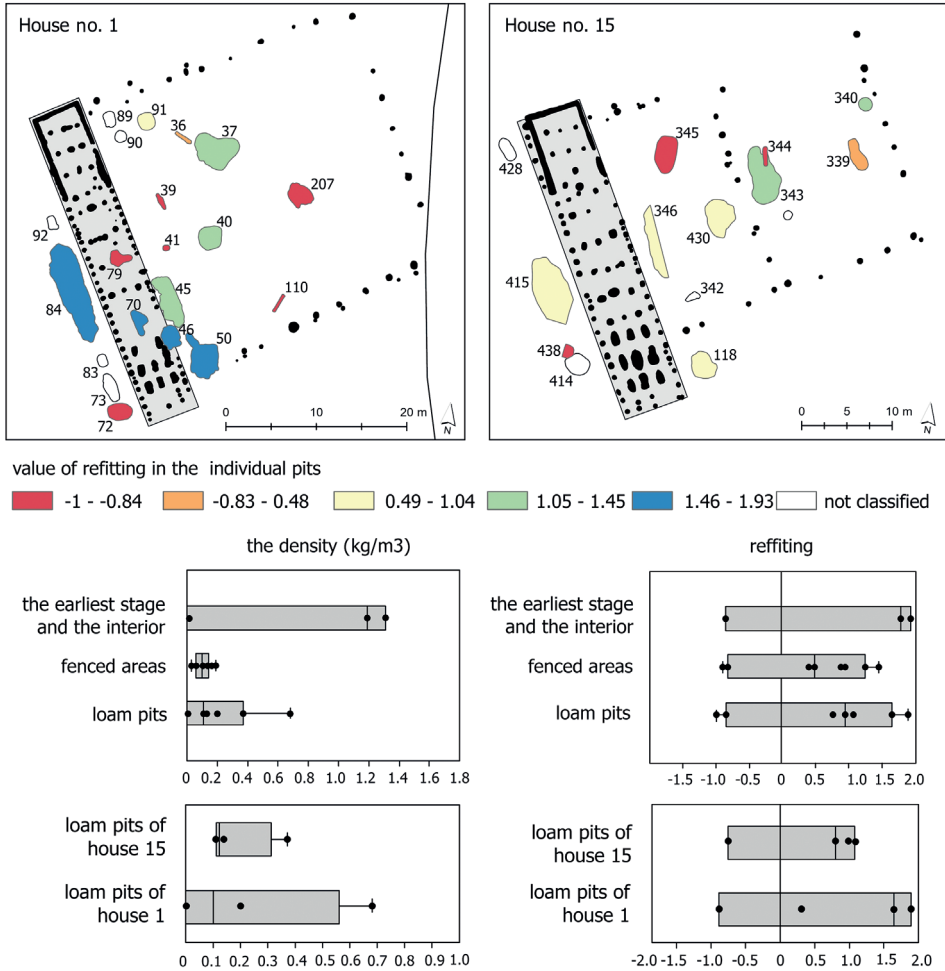 House no. 1
89
91
36
37
90
39
207
40
41
92
79
45
110
84
70
46
50
83
73
72
0 10 20 m
N
House no. 15
340
345
344
339
428
343
346
430
415
342
438
118
414
0 5 10 m
N
value of refitting in the individual pits
-1 - -0.84 -0.83 - 0.48 0.49 - 1.04 1.05 - 1.45 1.46 - 1.93 not classified
the density (kg/m3)
the earliest stage
and the interior
fenced areas
loam pits
0 0.2 0.4 0.6 0.8 1.0 1.2 1.4 1.6 1.8
reffiting
the earliest stage
and the interior
fenced areas
loam pits
-1.5 -1.0 -0.5 0 0.5 1.0 1.5 2.0
loam pits of
house 15
loam pits of
house 1
0 0.1 0.2 0.3 0.4 0.5 0.6 0.7 0.8 0.9 1.0
loam pits of
house 15
loam pits of
house 1
-2.0 -2.0 -1.0 -0.5 0 0.5 1.0 1.5 2.0